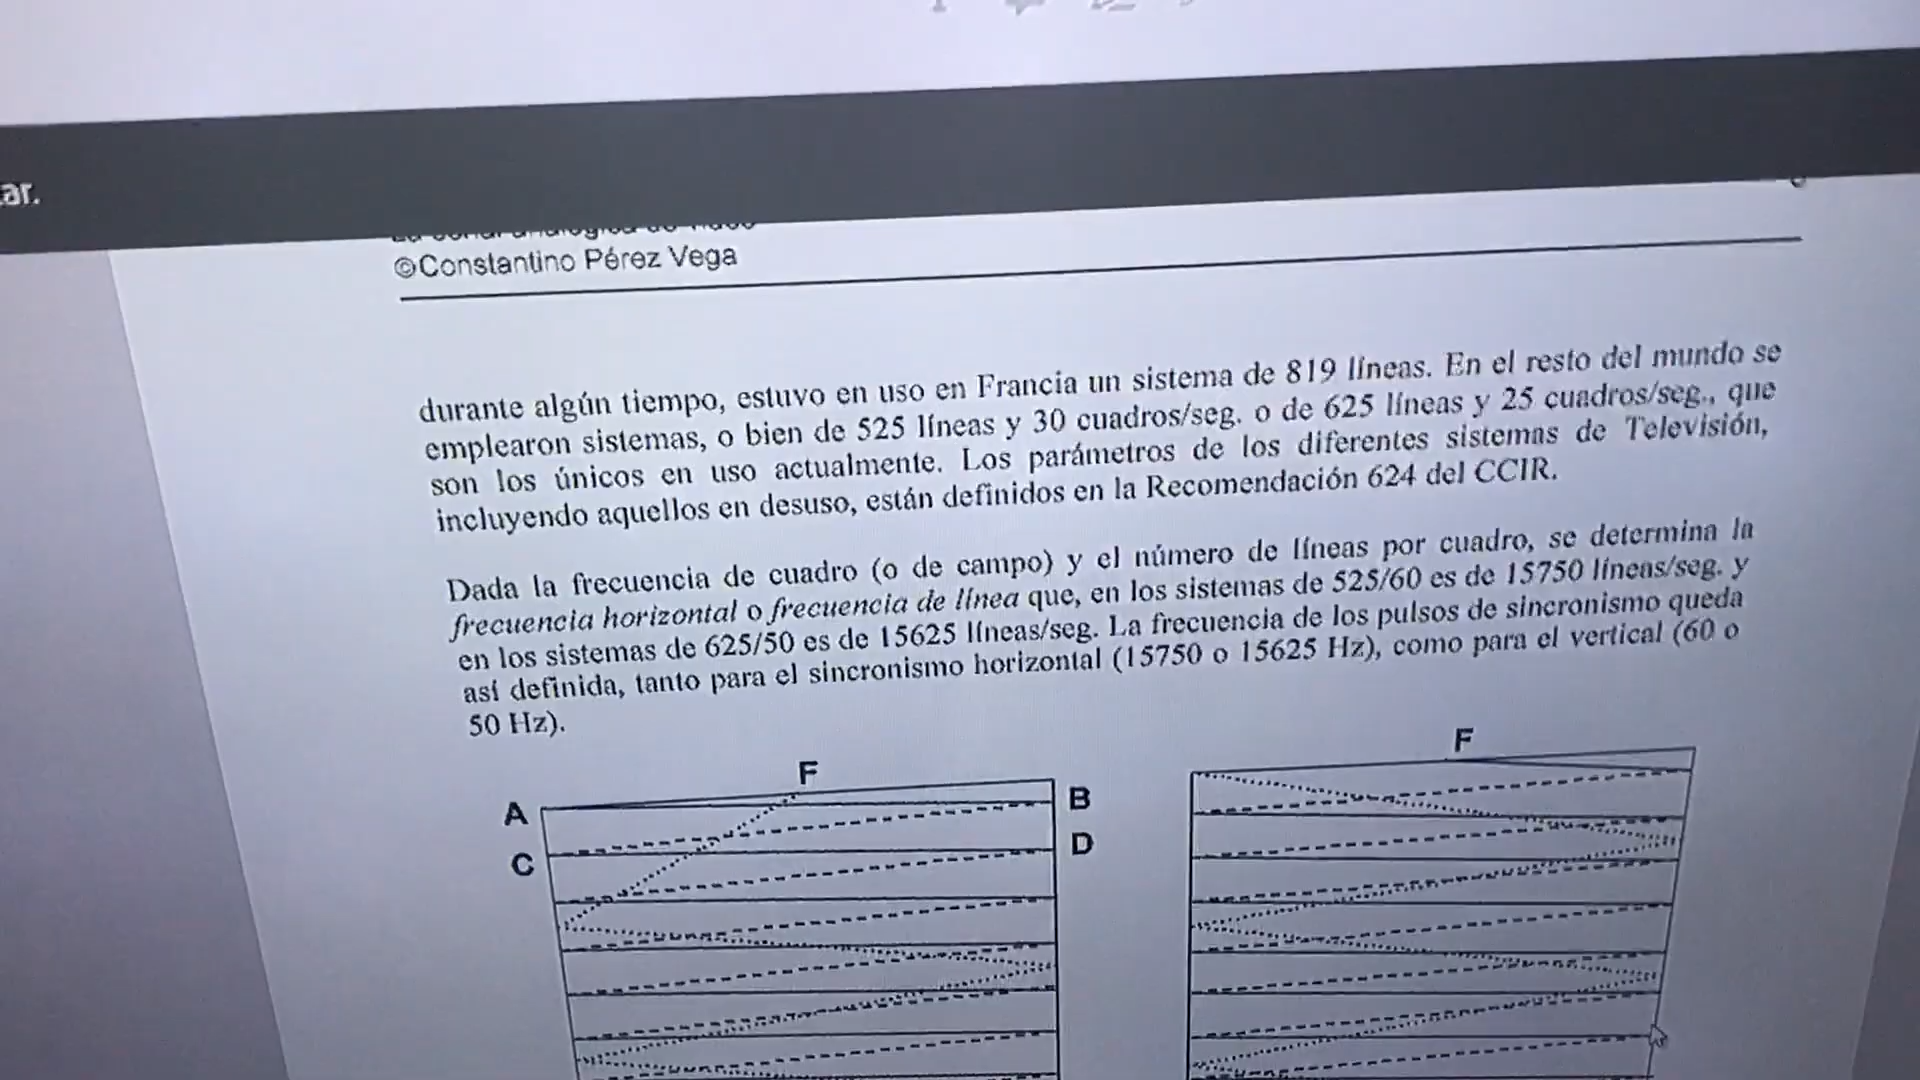 ar.
©Constantino Pérez Vega
durante algún tiempo, estuvo en uso en Francia un sistema de 819 líneas. En el resto del mundo se
emplearon sistemas, o bien de 525 líneas y 30 cuadros/seg. o de 625 líneas y 25 cuadros/seg., que
son los únicos en uso actualmente. Los parámetros de los diferentes sistemas de Televisión,
incluyendo aquellos en desuso, están definidos en la Recomendación 624 del CCIR.
Dada la frecuencia de cuadro (o de campo) y el número de líneas por cuadro, se determina la
frecuencia horizontal o frecuencia de línea que, en los sistemas de 525/60 es de 15750 líneas/seg. y
en los sistemas de 625/50 es de 15625 líneas/seg. La frecuencia de los pulsos de sincronismo queda
así definida, tanto para el sincronismo horizontal (15750 o 15625 Hz), como para el vertical (60 o
50 Hz).
F
F
A
B
C
D